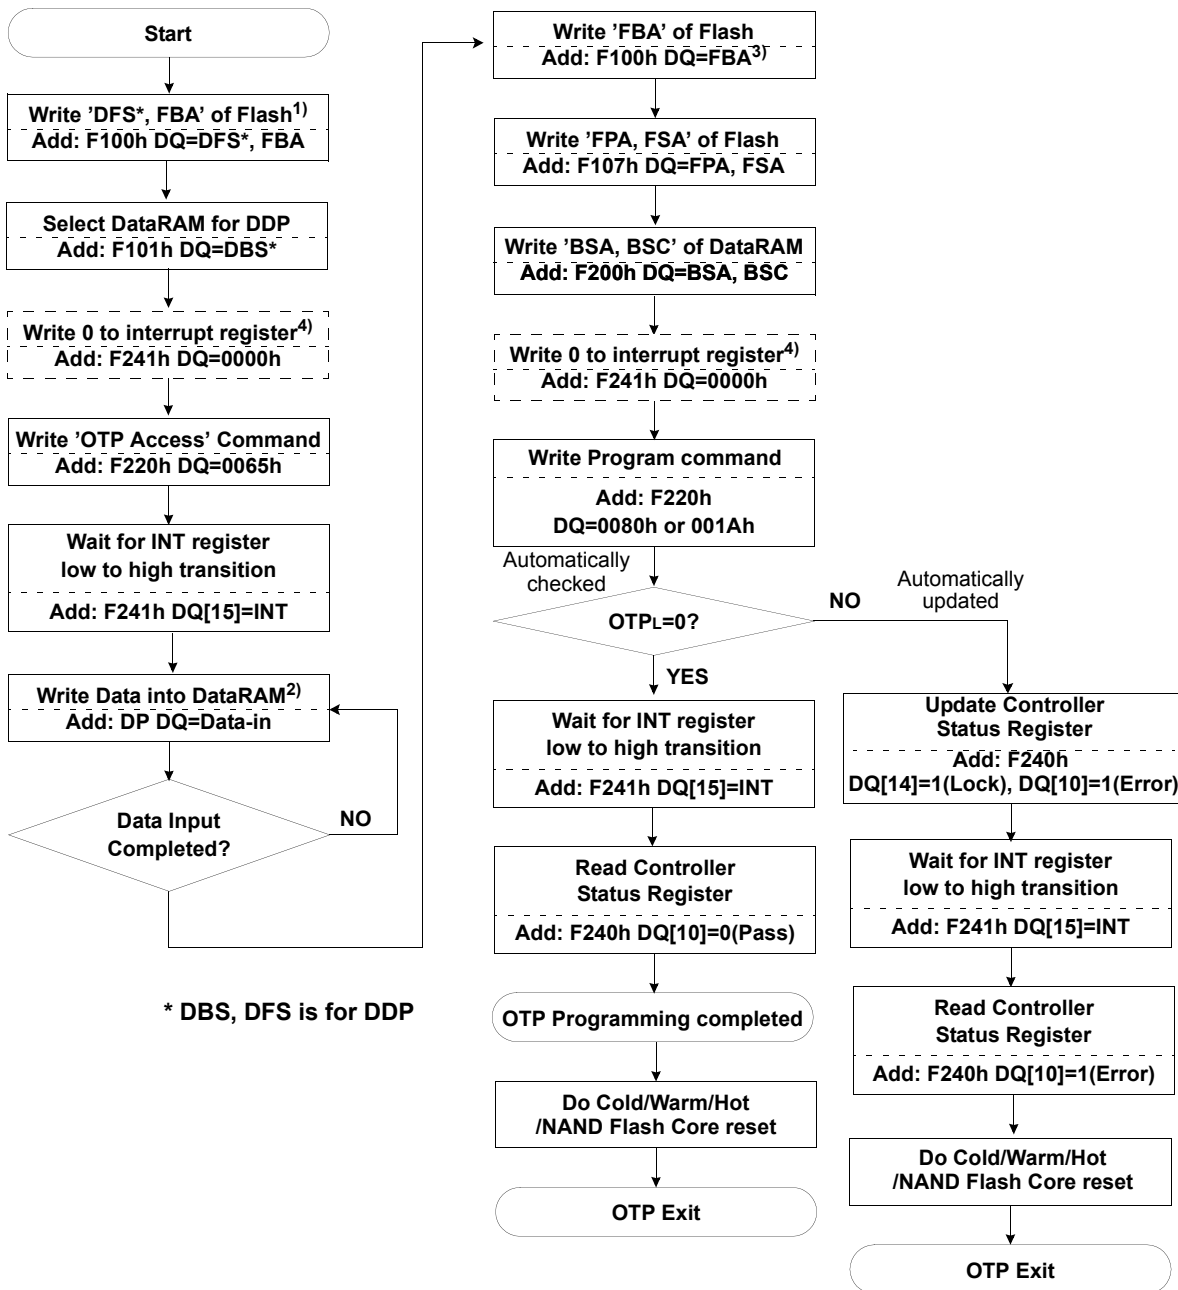 Start
Write ’DFS*, FBA’ of Flash1)
Add: F100h DQ=DFS*, FBA
Select DataRAM for DDP
Add: F101h DQ=DBS*
Write 0 to interrupt register4)
Add: F241h DQ=0000h
Write ’OTP Access’ Command
Add: F220h DQ=0065h
Wait for INT register
low to high transition
Add: F241h DQ[15]=INT
Write Data into DataRAM2)
Add: DP DQ=Data-in
Data Input
Completed?
NO
* DBS, DFS is for DDP
Write ’FBA’ of Flash
Add: F100h DQ=FBA3)
Write ’FPA, FSA’ of Flash
Add: F107h DQ=FPA, FSA
Write ’BSA, BSC’ of DataRAM
Add: F200h DQ=BSA, BSC
Write 0 to interrupt register4)
Add: F241h DQ=0000h
Write Program command
Add: F220h
DQ=0080h or 001Ah
Automatically
checked
OTPL=0?
YES
Wait for INT register
low to high transition
Add: F241h DQ[15]=INT
Read Controller
Status Register
Add: F240h DQ[10]=0(Pass)
OTP Programming completed
Do Cold/Warm/Hot
/NAND Flash Core reset
OTP Exit
NO
Automatically
updated
Update Controller
Status Register
Add: F240h
DQ[14]=1(Lock), DQ[10]=1(Error)
Wait for INT register
low to high transition
Add: F241h DQ[15]=INT
Read Controller
Status Register
Add: F240h DQ[10]=1(Error)
Do Cold/Warm/Hot
/NAND Flash Core reset
OTP Exit